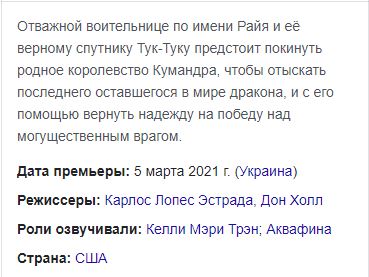 Отважной воительнице по имени Райя и её
верному спутнику Тук-Туку предстоит покинуть
родное королевство Кумандра, чтобы отыскать
последнего оставшегося в мире дракона, и с его
помощью вернуть надежду на победу над
могущественным врагом.
Дата премьеры: 5 марта 2021 г. (Украина)
Режиссеры: Карлос Лопес Эстрада, Дон Холл
Роли озвучивали: Келли Мэри Трэн; Аквафина
Страна: США